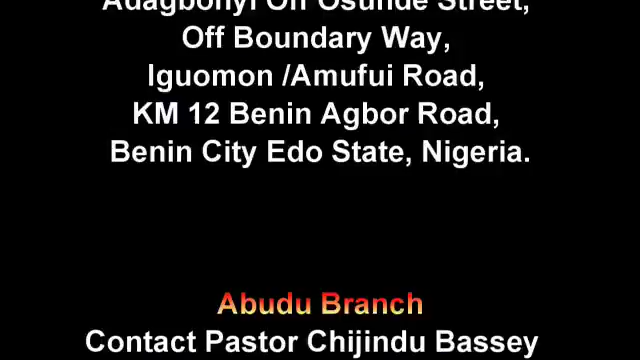 Adagbonyi Off Osunde Street,
Off Boundary Way,
Iguomon /Amufui Road,
KM 12 Benin Agbor Road,
Benin City Edo State, Nigeria.
Abudu Branch
Contact Pastor Chijindu Bassey